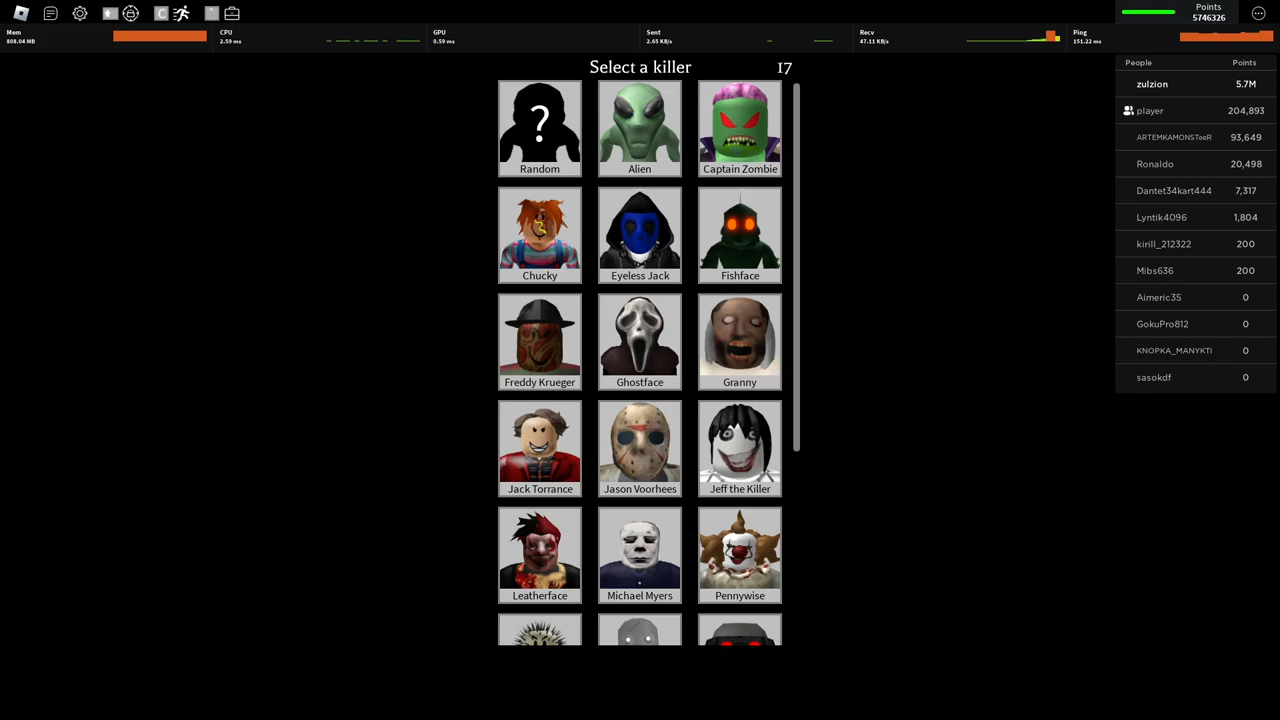 Points
5746326
Mem
808.04 MB
CPU
2.59 ms
GPU
0.59 ms
Sent
2.65 KB/s
Recv
47.11 KB/s
Ping
151.22 ms
C
Select a killer
17
?
Random
Alien
Captain Zombie
Chucky
Eyeless Jack
Fishface
Freddy Krueger
Ghostface
Granny
Jack Torrance
Jason Voorhees
Jeff the Killer
Leatherface
Michael Myers
Pennywise
People Points
zulzion 5.7M
player 204,893
ARTEMKAMONSTeeR 93,649
Ronaldo 20,498
Dantet34kart444 7,317
Lyntik4096 1,804
kirill_212322 200
Mibs636 200
Aimeric35 0
GokuPro812 0
KNOPKA_MANYKTI 0
sasokdf 0